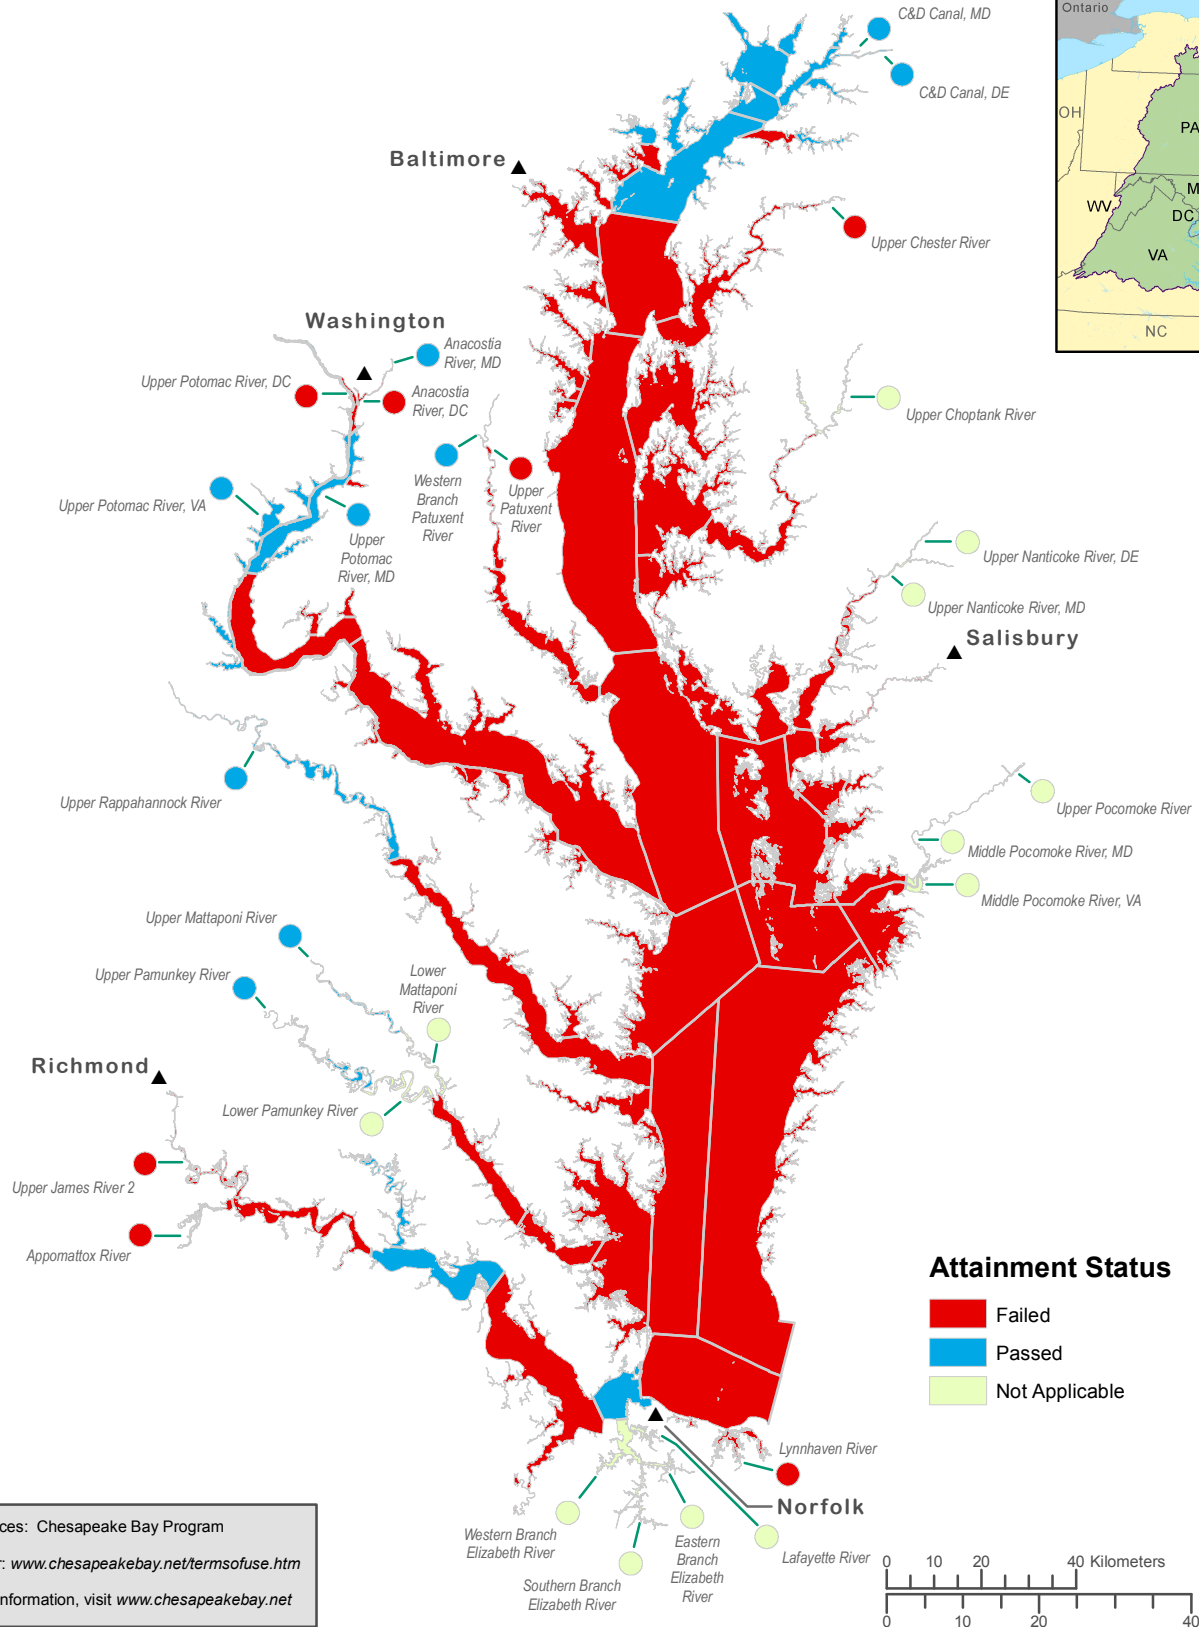 C&D Canal, MD
C&D Canal, DE
Ontario
OH
PA
WV
DC
VA
NC
Baltimore
Upper Chester River
Washington
Anacostia
River, MD
Upper Potomac River, DC
Anacostia
River, DC
Upper Choptank River
Western
Branch
Patuxent
River
Upper
Patuxent
River
Upper Potomac River, VA
Upper
Potomac
River, MD
Upper Nanticoke River, DE
Upper Nanticoke River, MD
Salisbury
Upper Rappahannock River
Upper Pocomoke River
Middle Pocomoke River, MD
Middle Pocomoke River, VA
Upper Mattaponi River
Upper Pamunkey River
Lower
Mattaponi
River
Richmond
Lower Pamunkey River
Upper James River 2
Appomattox River
Attainment Status
Failed
Passed
Not Applicable
Lynnhaven River
Norfolk
Western Branch
Elizabeth River
Southern Branch
Elizabeth River
Eastern
Branch
Elizabeth
River
Lafayette River
ces: Chesapeake Bay Program
: www.chesapeakebay.net/termsofuse.htm
nformation, visit www.chesapeakebay.net
0 10 20 40 Kilometers
0 10 20 40